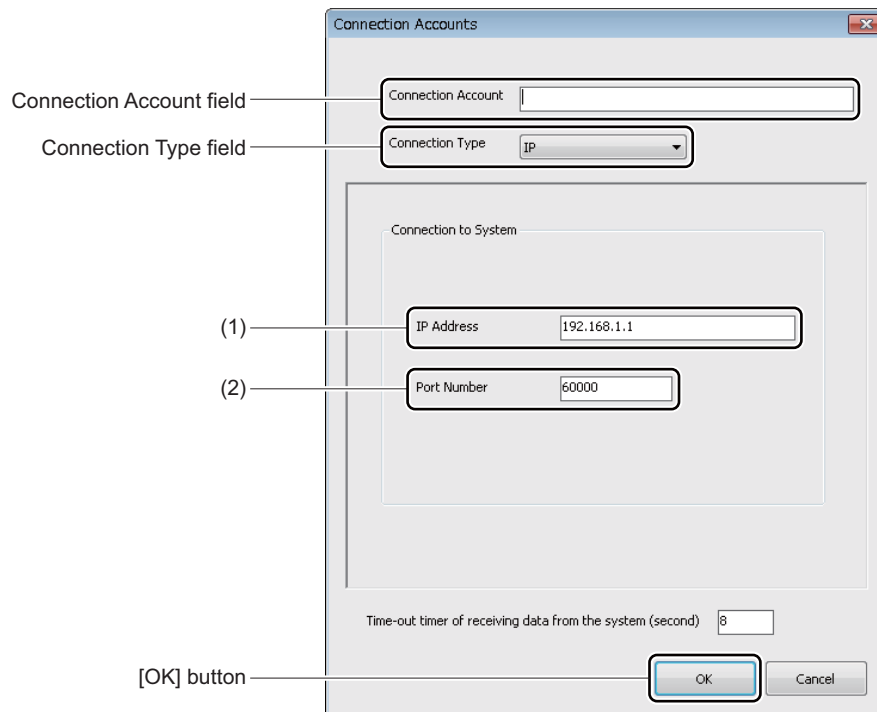 Connection Accounts
Connection Account field
Connection Account
Connection Type field
Connection Type
IP
Connection to System
(1)
IP Address
192.168.1.1
(2)
Port Number
60000
Time-out timer of receiving data from the system (second)
8
[OK] button
OK
Cancel